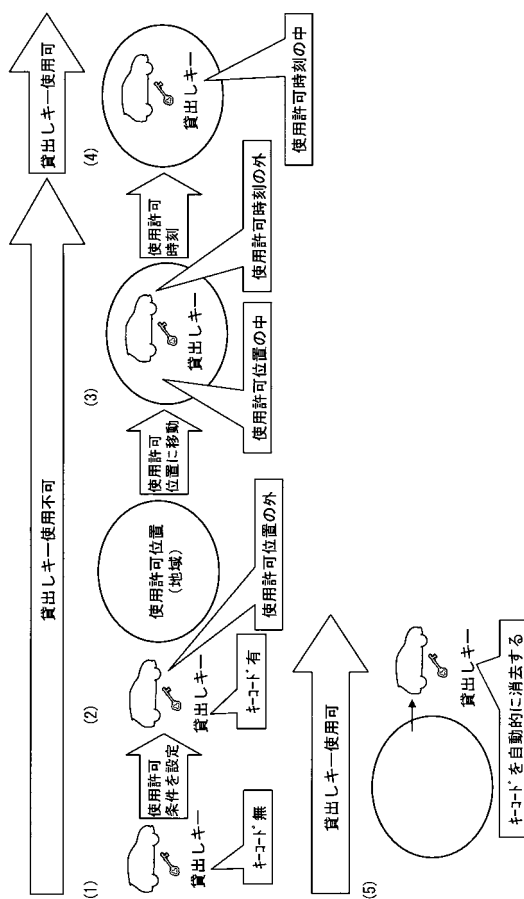 貸出しキー使用不可
貸出しキー使用可
(1)
貸出しキー
キーコード無
使用許可
条件を設定
(2)
貸出しキー
キーコード有
使用許可位置の外
使用許可位置
(地域)
使用許可
位置に移動
(3)
貸出しキー
使用許可位置の中
使用許可時刻の外
使用許可
時刻
(4)
貸出しキー
使用許可時刻の中
貸出しキー使用可
(5)
貸出しキー
キーコードを自動的に消去する